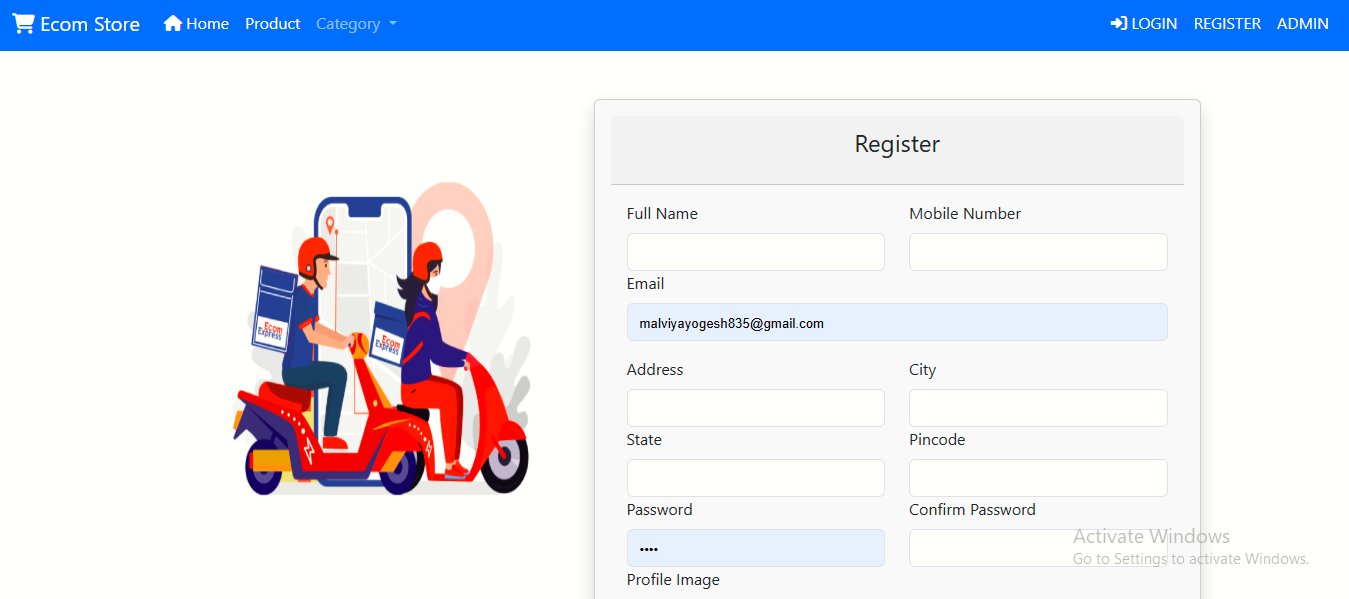 Ecom Store Home Product Category LOGIN REGISTER ADMIN
Register
Full Name Mobile Number
Email
malviyayogesh835@gmail.com
Address City
State Pincode
Password Confirm Password
••••
Profile Image
Ecom
Express
Ecom
Express
Activate Windows
Go to Settings to activate Windows.